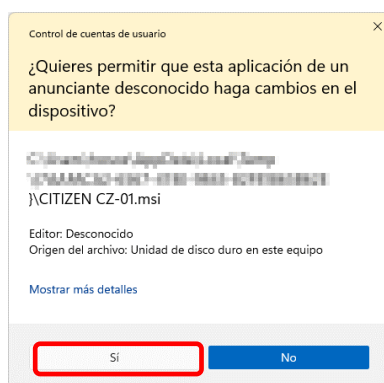 Control de cuentas de usuario
¿Quieres permitir que esta aplicación de un
anunciante desconocido haga cambios en el
dispositivo?
}\CITIZEN CZ-01.msi
Editor: Desconocido
Origen del archivo: Unidad de disco duro en este equipo
Mostrar más detalles
Sí
No